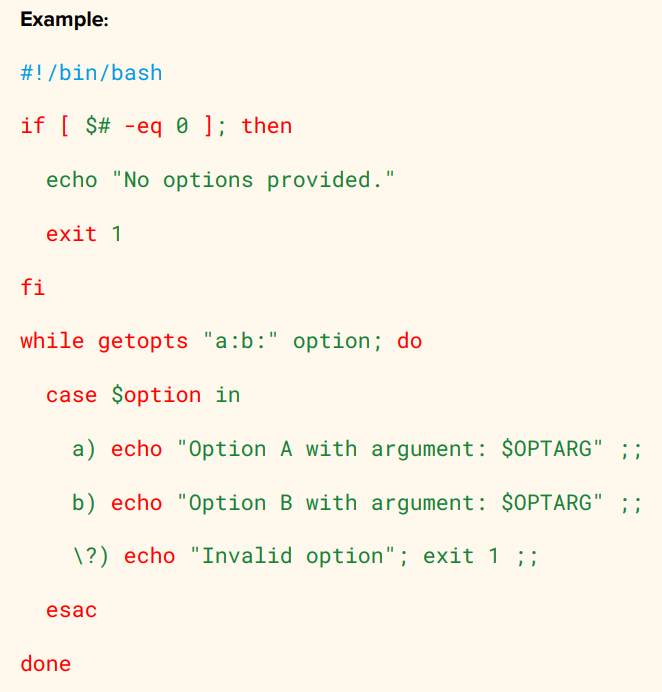 Example:
#!/bin/bash
if [ $# -eq 0 ]; then
  echo "No options provided."
  exit 1
fi
while getopts "a:b:" option; do
  case $option in
    a) echo "Option A with argument: $OPTARG" ;;
    b) echo "Option B with argument: $OPTARG" ;;
    \?) echo "Invalid option"; exit 1 ;;
  esac
done